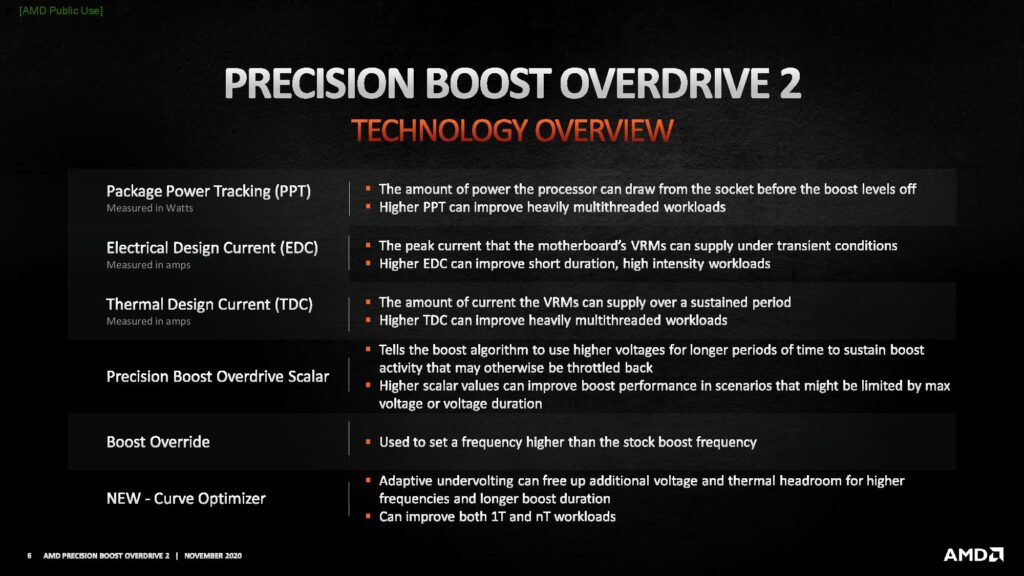 [AMD Public Use]
PRECISION BOOST OVERDRIVE 2
TECHNOLOGY OVERVIEW
Package Power Tracking (PPT)
Measured in Watts
▪ The amount of power the processor can draw from the socket before the boost levels off
▪ Higher PPT can improve heavily multithreaded workloads
Electrical Design Current (EDC)
Measured in amps
▪ The peak current that the motherboard's VRMs can supply under transient conditions
▪ Higher EDC can improve short duration, high intensity workloads
Thermal Design Current (TDC)
Measured in amps
▪ The amount of current the VRMs can supply over a sustained period
▪ Higher TDC can improve heavily multithreaded workloads
Precision Boost Overdrive Scalar
▪ Tells the boost algorithm to use higher voltages for longer periods of time to sustain boost
activity that may otherwise be throttled back
▪ Higher scalar values can improve boost performance in scenarios that might be limited by max
voltage or voltage duration
Boost Override
▪ Used to set a frequency higher than the stock boost frequency
NEW - Curve Optimizer
▪ Adaptive undervolting can free up additional voltage and thermal headroom for higher
frequencies and longer boost duration
▪ Can improve both 1T and nT workloads
6 AMD PRECISION BOOST OVERDRIVE 2 | NOVEMBER 2020
AMD